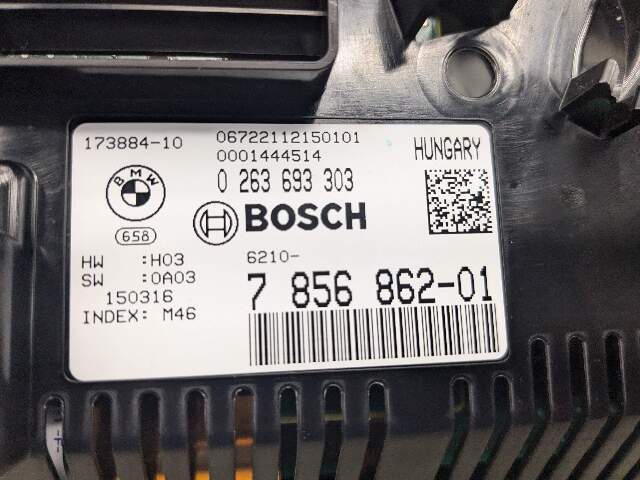 173884-10
06722112150101
0001444514
HUNGARY
0 263 693 303
BMW
BOSCH
658
6210-
HW :H03
SW :0A03
7 856 862-01
150316
INDEX: M46